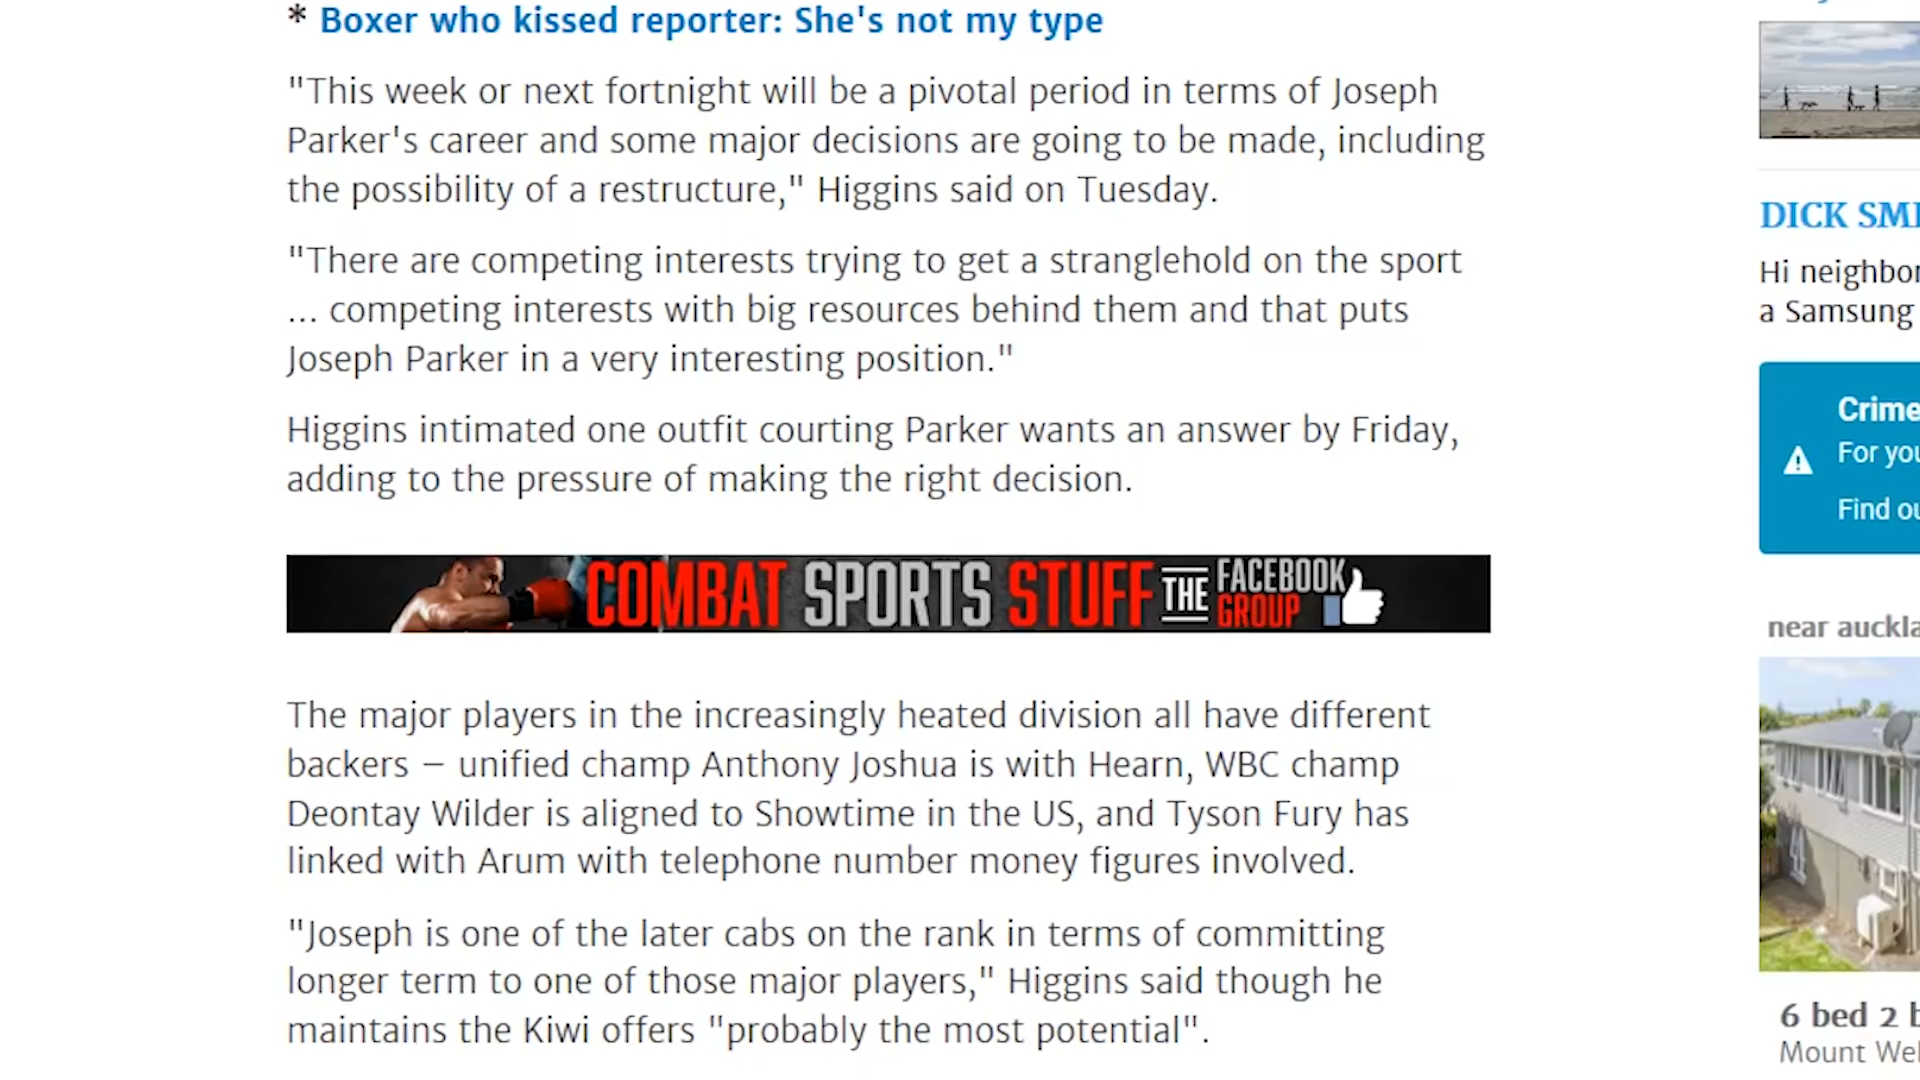 * Boxer who kissed reporter: She's not my type
"This week or next fortnight will be a pivotal period in terms of Joseph
Parker's career and some major decisions are going to be made, including
the possibility of a restructure," Higgins said on Tuesday.
"There are competing interests trying to get a stranglehold on the sport
... competing interests with big resources behind them and that puts
Joseph Parker in a very interesting position."
Higgins intimated one outfit courting Parker wants an answer by Friday,
adding to the pressure of making the right decision.
COMBAT SPORTS STUFF THE FACEBOOK GROUP
The major players in the increasingly heated division all have different
backers – unified champ Anthony Joshua is with Hearn, WBC champ
Deontay Wilder is aligned to Showtime in the US, and Tyson Fury has
linked with Arum with telephone number money figures involved.
"Joseph is one of the later cabs on the rank in terms of committing
longer term to one of those major players," Higgins said though he
maintains the Kiwi offers "probably the most potential".
DICK SMI
Hi neighbor
a Samsung
Crime
For you
Find ou
near auckla
6 bed 2 b
Mount Wel